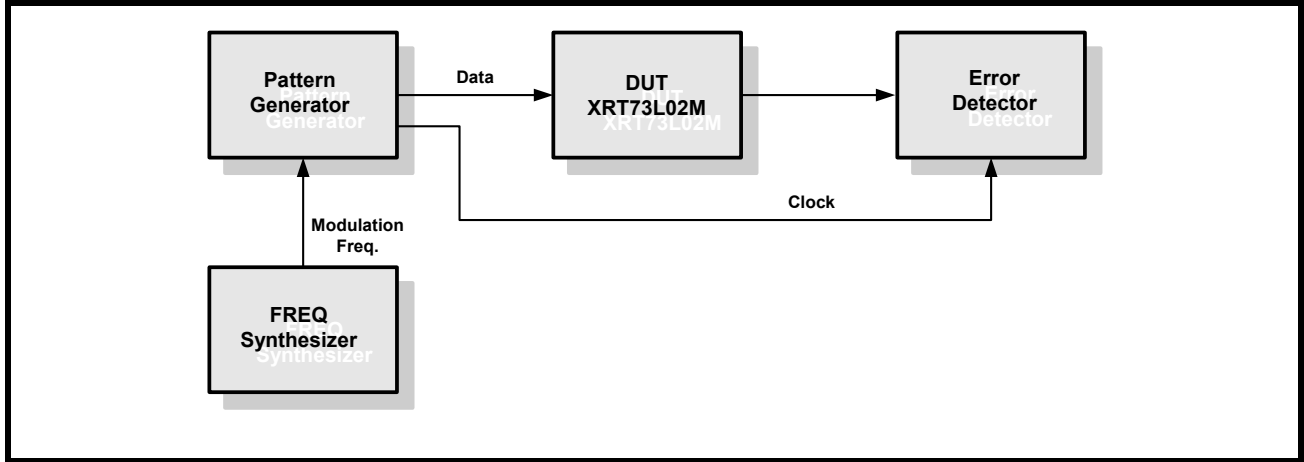 Pattern
Generator
Data
DUT
XRT73L02M
Error
Detector
Clock
Modulation
Freq.
FREQ
Synthesizer